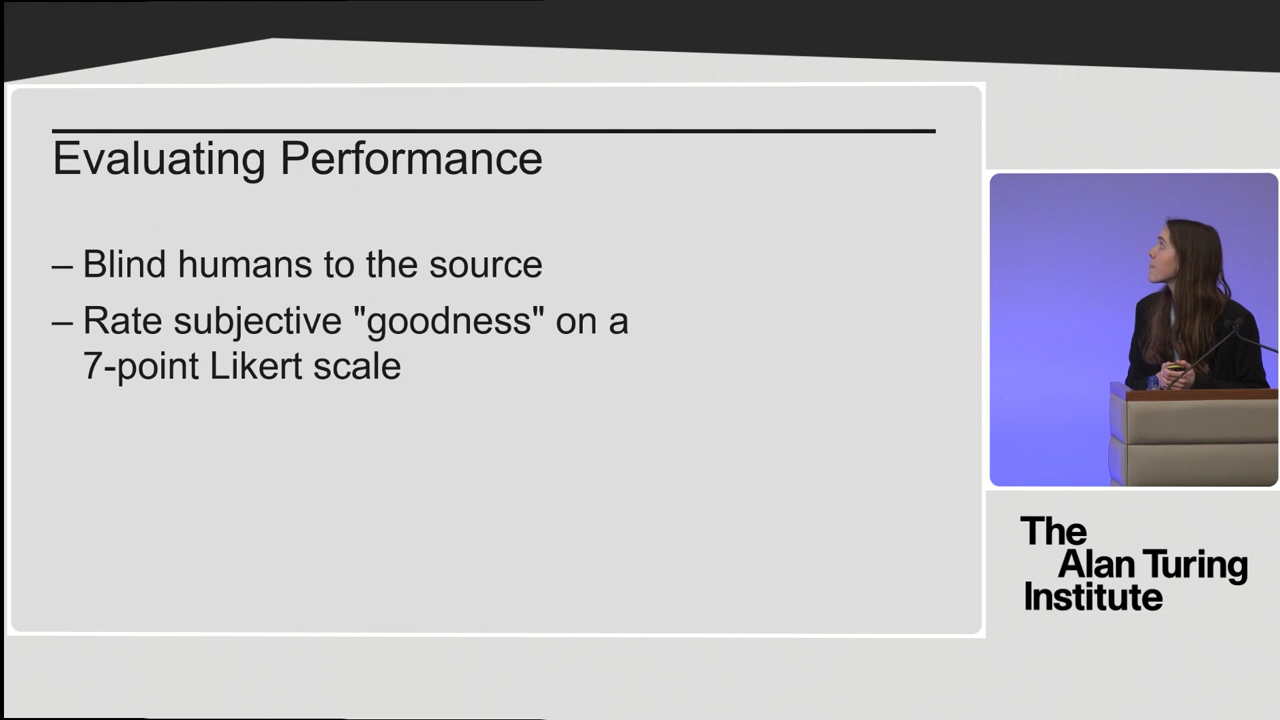 Evaluating Performance
– Blind humans to the source
– Rate subjective "goodness" on a
7-point Likert scale
The
Alan Turing
Institute